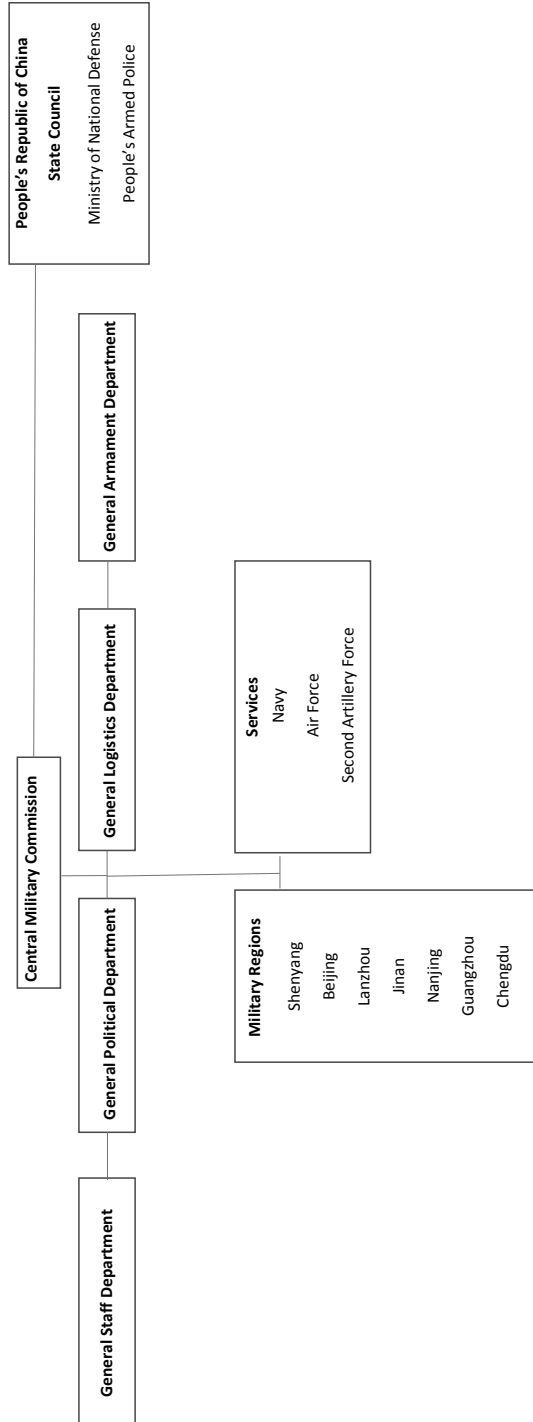 Central Military Commission
People’s Republic of China
State Council
Ministry of National Defense
People’s Armed Police
General Staff Department
General Political Department
General Logistics Department
General Armament Department
Military Regions
Shenyang
Beijing
Lanzhou
Jinan
Nanjing
Guangzhou
Chengdu
Services
Navy
Air Force
Second Artillery Force